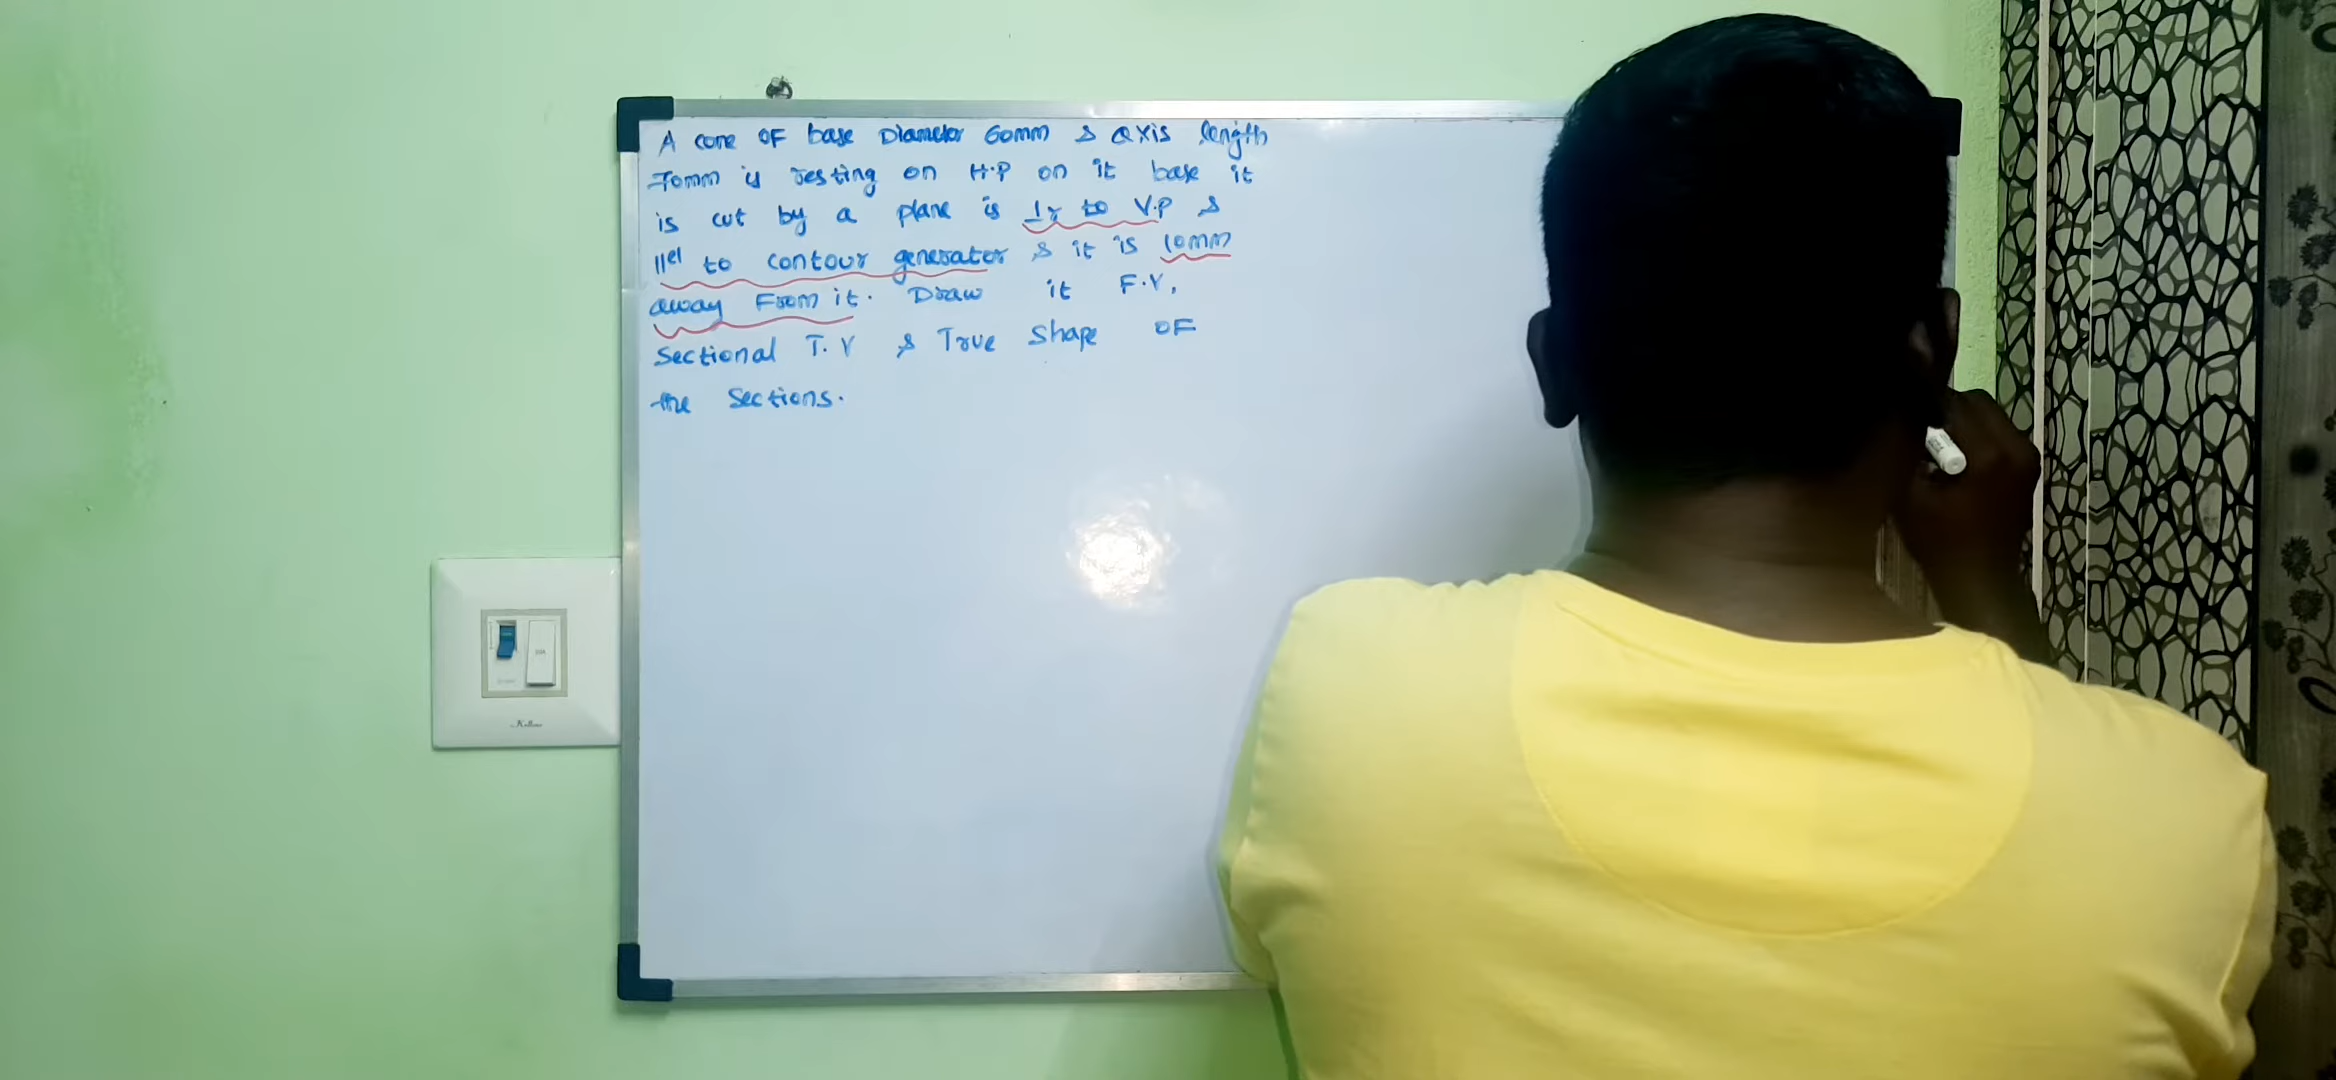 A cone OF base Diameter 60mm & axis length
70mm is resting on H.P on it base it
is cut by a plane is ⊥r to V.P &
||el to contour generator & it is 10mm
away From it. Draw it F.V,
Sectional T.V & True Shape OF
the Sections.